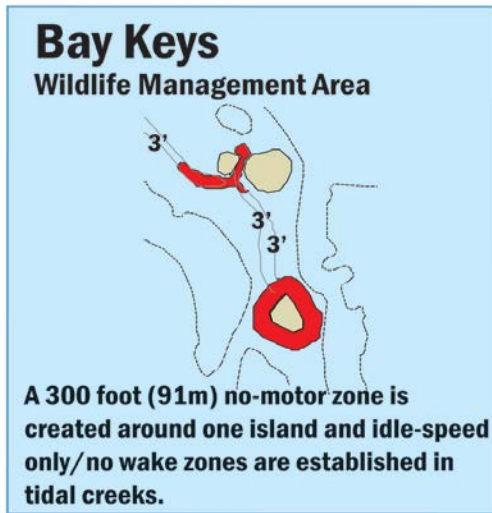 Bay Keys
Wildlife Management Area
3’
3’
3’
A 300 foot (91m) no-motor zone is
created around one island and idle-speed
only/no wake zones are established in
tidal creeks.